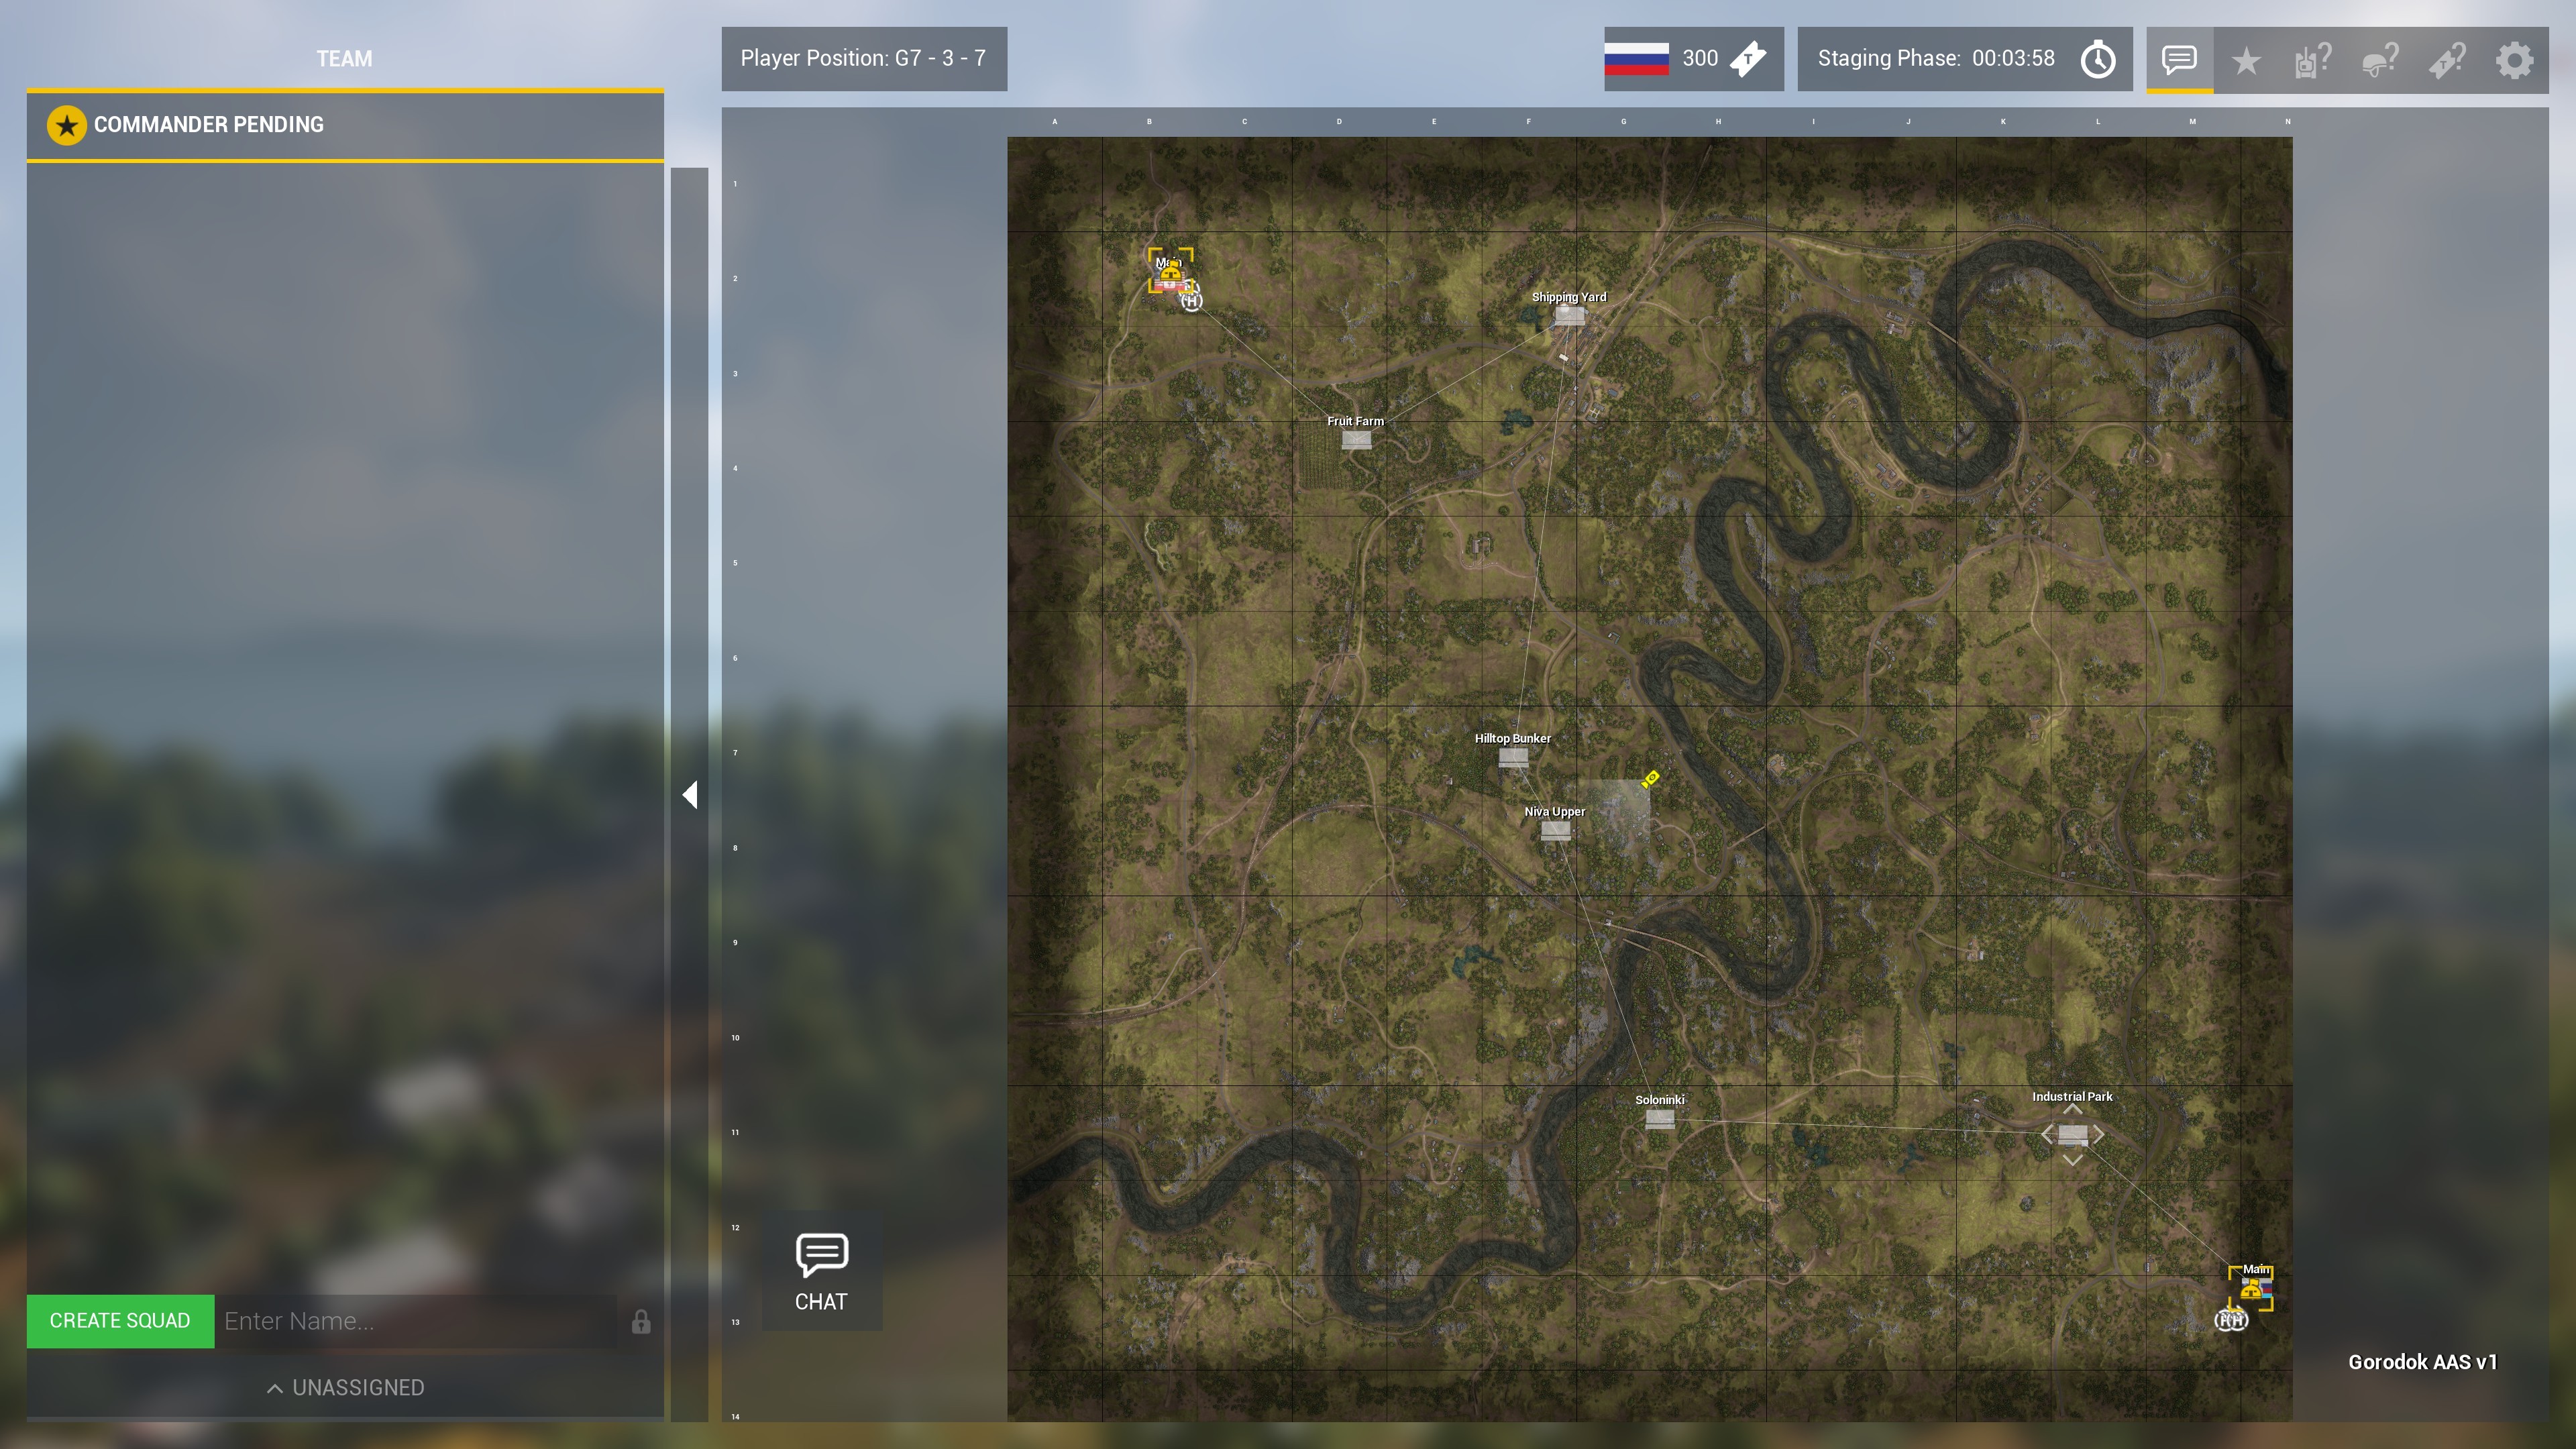 TEAM
Player Position: G7 - 3 - 7
300
Staging Phase: 00:03:58
COMMANDER PENDING
A B C D E F G H I J K L M N
1
2
3
4
5
6
7
8
9
10
11
12
13
14
Main
H
Shipping Yard
Fruit Farm
Hilltop Bunker
Niva Upper
Soloninki
Industrial Park
Main
H
CHAT
CREATE SQUAD
Enter Name...
UNASSIGNED
Gorodok AAS v1